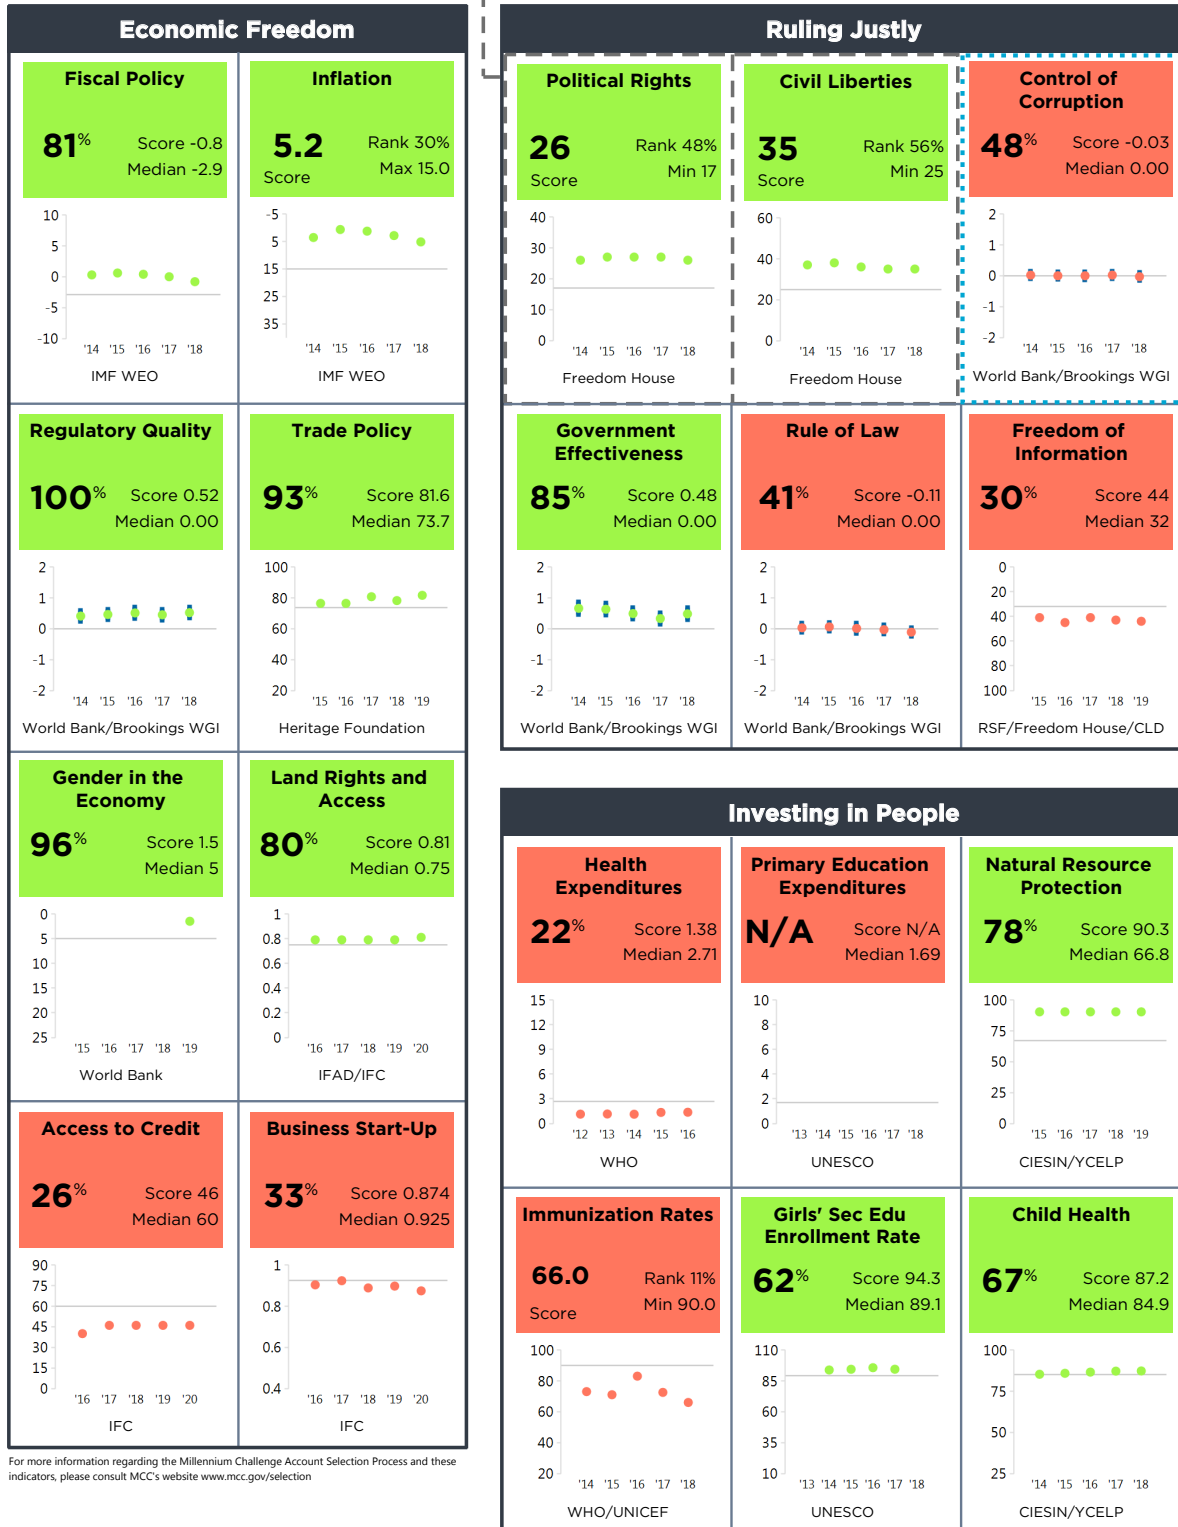 Economic Freedom
Fiscal Policy
81%
Score -0.8
Median -2.9
10
5
0
-5
-10
'14 '15 '16 '17 '18
IMF WEO
Inflation
5.2
Score
Rank 30%
Max 15.0
-5
5
15
25
35
'14 '15 '16 '17 '18
IMF WEO
Regulatory Quality
100%
Score 0.52
Median 0.00
2
1
0
-1
-2
'14 '15 '16 '17 '18
World Bank/Brookings WGI
Trade Policy
93%
Score 81.6
Median 73.7
100
80
60
40
20
'15 '16 '17 '18 '19
Heritage Foundation
Gender in the
Economy
96%
Score 1.5
Median 5
0
5
10
15
20
25
'15 '16 '17 '18 '19
World Bank
Land Rights and
Access
80%
Score 0.81
Median 0.75
1
0.8
0.6
0.4
0.2
0
'16 '17 '18 '19 '20
IFAD/IFC
Access to Credit
26%
Score 46
Median 60
90
75
60
45
30
15
0
'16 '17 '18 '19 '20
IFC
Business Start-Up
33%
Score 0.874
Median 0.925
1
0.8
0.6
0.4
'16 '17 '18 '19 '20
IFC
For more information regarding the Millennium Challenge Account Selection Process and these
indicators, please consult MCC's website www.mcc.gov/selection
Ruling Justly
Political Rights
26
Score
Rank 48%
Min 17
40
30
20
10
0
'14 '15 '16 '17 '18
Freedom House
Civil Liberties
35
Score
Rank 56%
Min 25
60
40
20
0
'14 '15 '16 '17 '18
Freedom House
Control of
Corruption
48%
Score -0.03
Median 0.00
2
1
0
-1
-2
'14 '15 '16 '17 '18
World Bank/Brookings WGI
Government
Effectiveness
85%
Score 0.48
Median 0.00
2
1
0
-1
-2
'14 '15 '16 '17 '18
World Bank/Brookings WGI
Rule of Law
41%
Score -0.11
Median 0.00
2
1
0
-1
-2
'14 '15 '16 '17 '18
World Bank/Brookings WGI
Freedom of
Information
30%
Score 44
Median 32
0
20
40
60
80
100
'15 '16 '17 '18 '19
RSF/Freedom House/CLD
Investing in People
Health
Expenditures
22%
Score 1.38
Median 2.71
15
12
9
6
3
0
'12 '13 '14 '15 '16
WHO
Primary Education
Expenditures
N/A
Score N/A
Median 1.69
10
8
6
4
2
0
'13 '14 '15 '16 '17 '18
UNESCO
Natural Resource
Protection
78%
Score 90.3
Median 66.8
100
75
50
25
0
'15 '16 '17 '18 '19
CIESIN/YCELP
Immunization Rates
66.0
Score
Rank 11%
Min 90.0
100
80
60
40
20
'14 '15 '16 '17 '18
WHO/UNICEF
Girls' Sec Edu
Enrollment Rate
62%
Score 94.3
Median 89.1
110
85
60
35
10
'13 '14 '15 '16 '17 '18
UNESCO
Child Health
67%
Score 87.2
Median 84.9
100
75
50
25
'14 '15 '16 '17 '18
CIESIN/YCELP